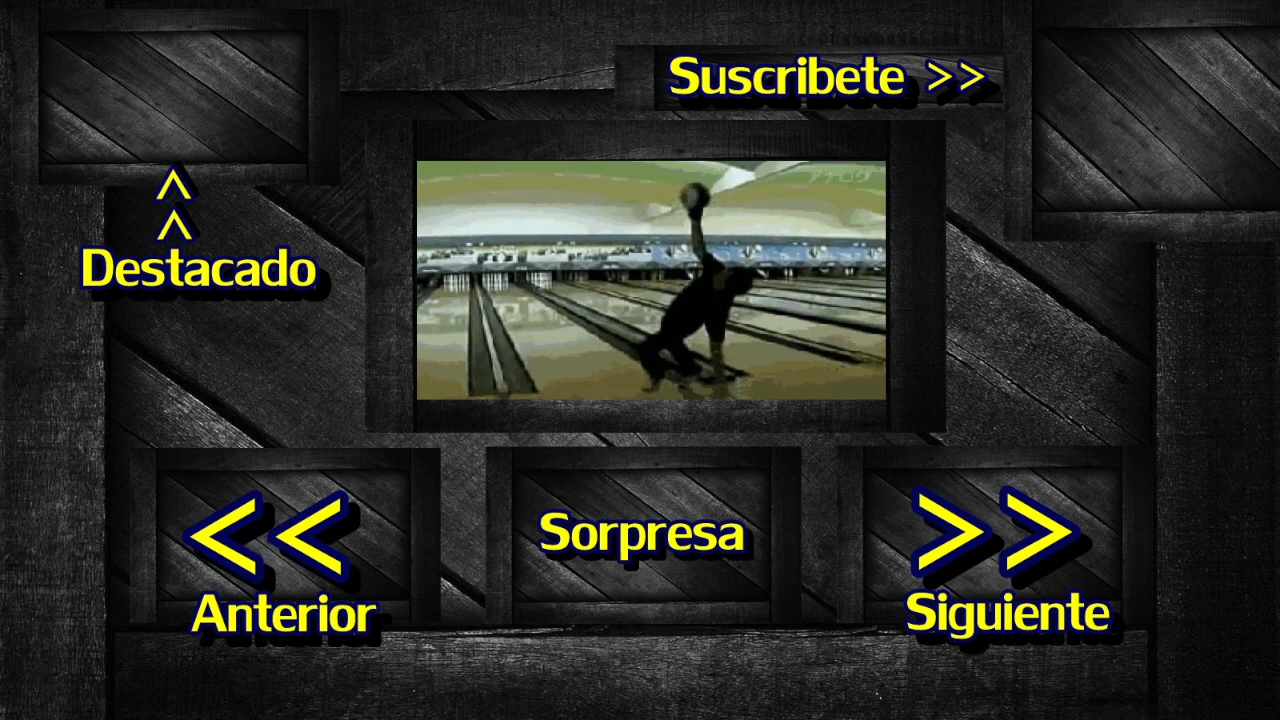 Suscribete >>
Destacado
<<
Sorpresa
>>
Anterior
Siguiente